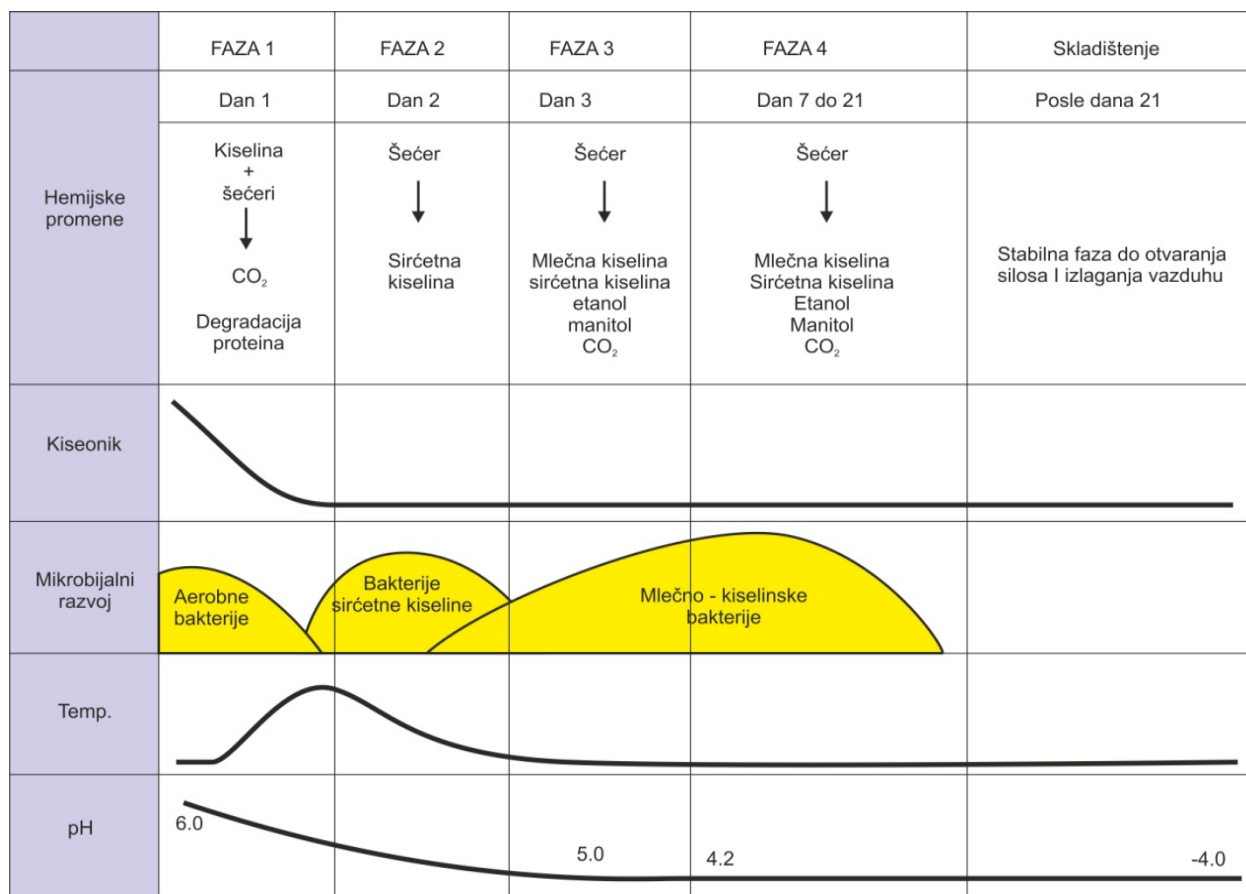 FAZA 1
FAZA 2
FAZA 3
FAZA 4
Skladištenje
Hemijske
promene
Dan 1
Dan 2
Dan 3
Dan 7 do 21
Posle dana 21
Kiselina
+
šećeri
CO₂
Degradacija
proteina
Šećer
Sirćetna
kiselina
Šećer
Mlečna kiselina
sirćetna kiselina
etanol
manitol
CO₂
Šećer
Mlečna kiselina
Sirćetna kiselina
Etanol
Manitol
CO₂
Stabilna faza do otvaranja
silosa I izlaganja vazduhu
Kiseonik
Mikrobijalni
razvoj
Aerobne
bakterije
Bakterije
sirćetne kiseline
Mlečno - kiselinske
bakterije
Temp.
pH
6.0
5.0
4.2
-4.0